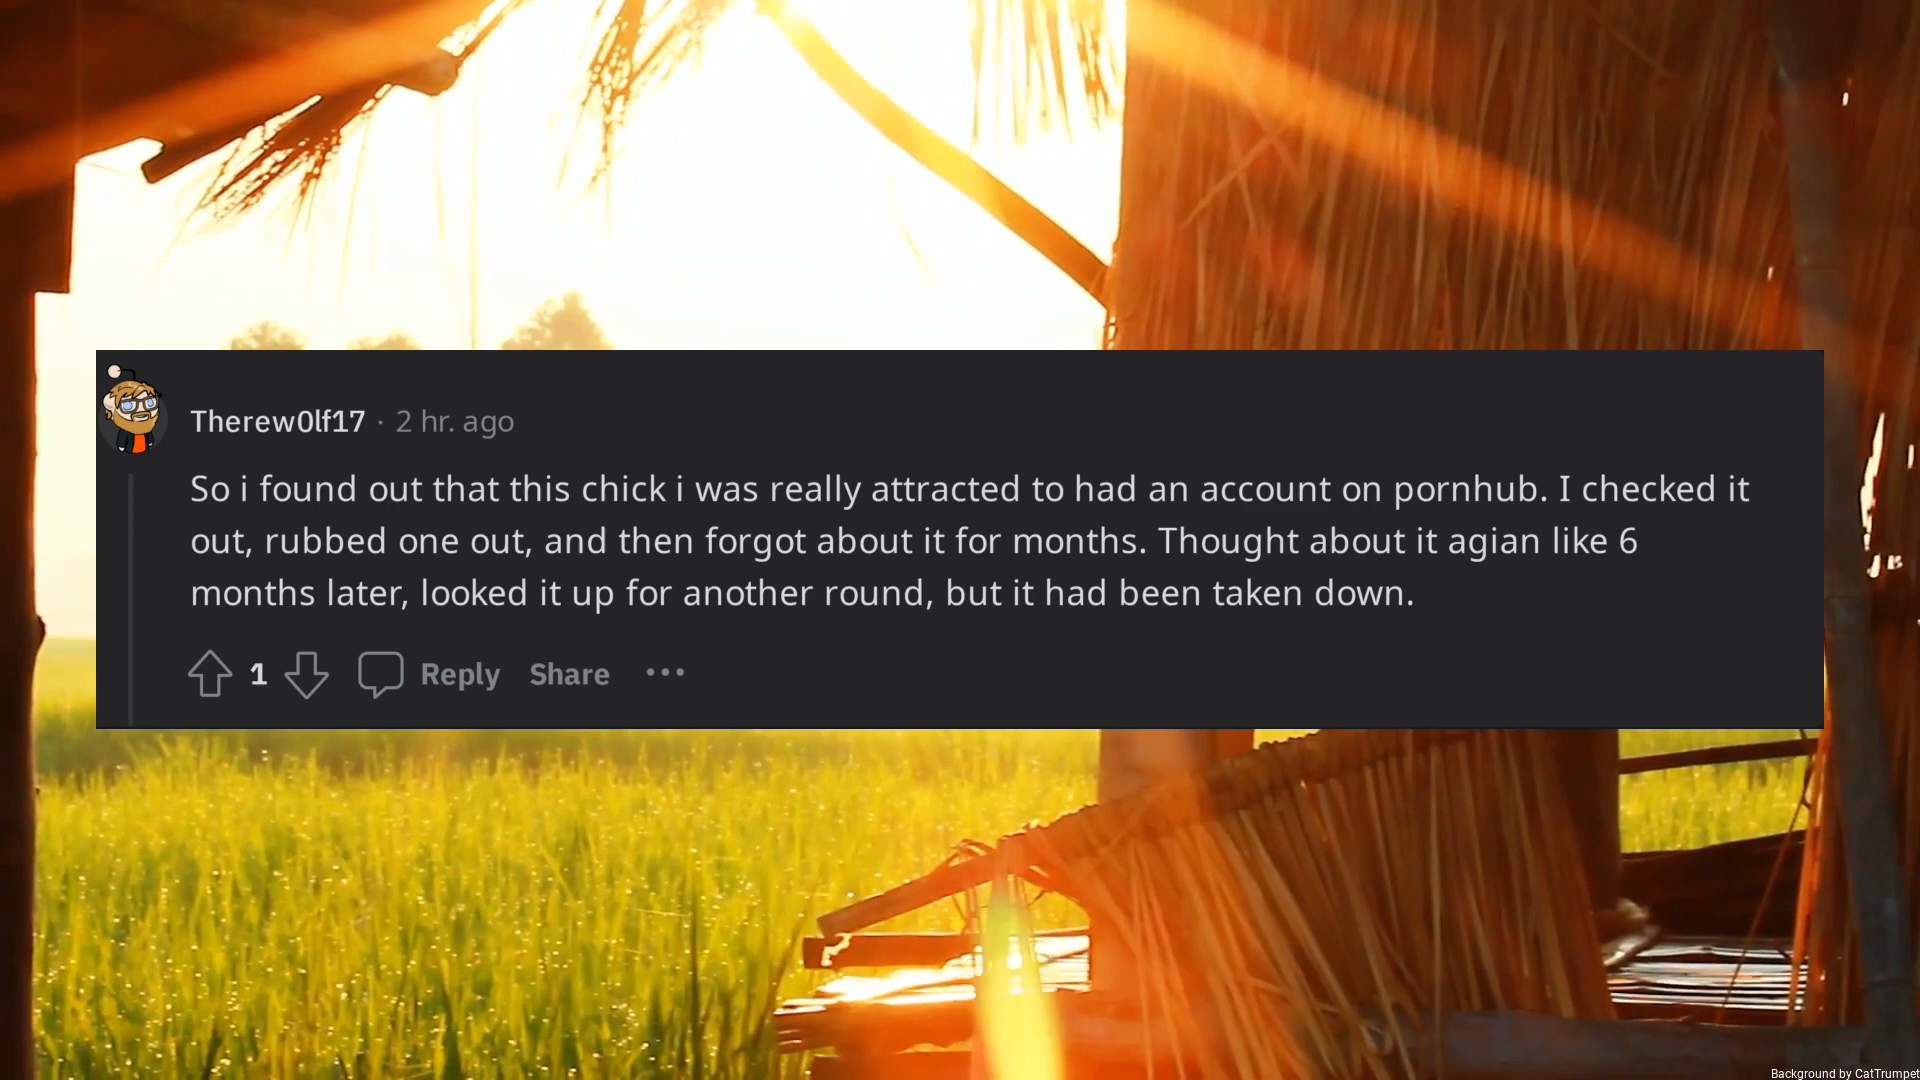 Therew0lf17 · 2 hr. ago
So i found out that this chick i was really attracted to had an account on pornhub. I checked it
out, rubbed one out, and then forgot about it for months. Thought about it agian like 6
months later, looked it up for another round, but it had been taken down.
1 Reply Share ···
Background by CatTrumpet